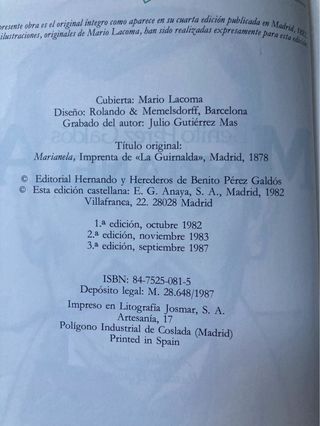 presente obra es el original íntegro como aparece en su cuarta edición publicada en Madrid,
ilustraciones, originales de Mario Lacoma, han sido realizadas expresamente para esta
Cubierta: Mario Lacoma
Diseño: Rolando & Memelsdorff, Barcelona
Grabado del autor: Julio Gutiérrez Mas
Título original:
Marianela, Imprenta de «La Guirnalda», Madrid, 1878
© Editorial Hernando y Herederos de Benito Pérez Galdós
© Esta edición castellana: E. G. Anaya, S. A., 1982
Villafranca, 22. 28028 Madrid
1.ª edición, octubre 1982
2.ª edición, noviembre 1983
3.ª edición, septiembre 1987
ISBN: 84-7525-081-5
Depósito legal: M. 28.648/1987
Impreso en Litografía Josmar, S. A.
Artesanía, 17
Polígono Industrial de Coslada (Madrid)
Printed in Spain